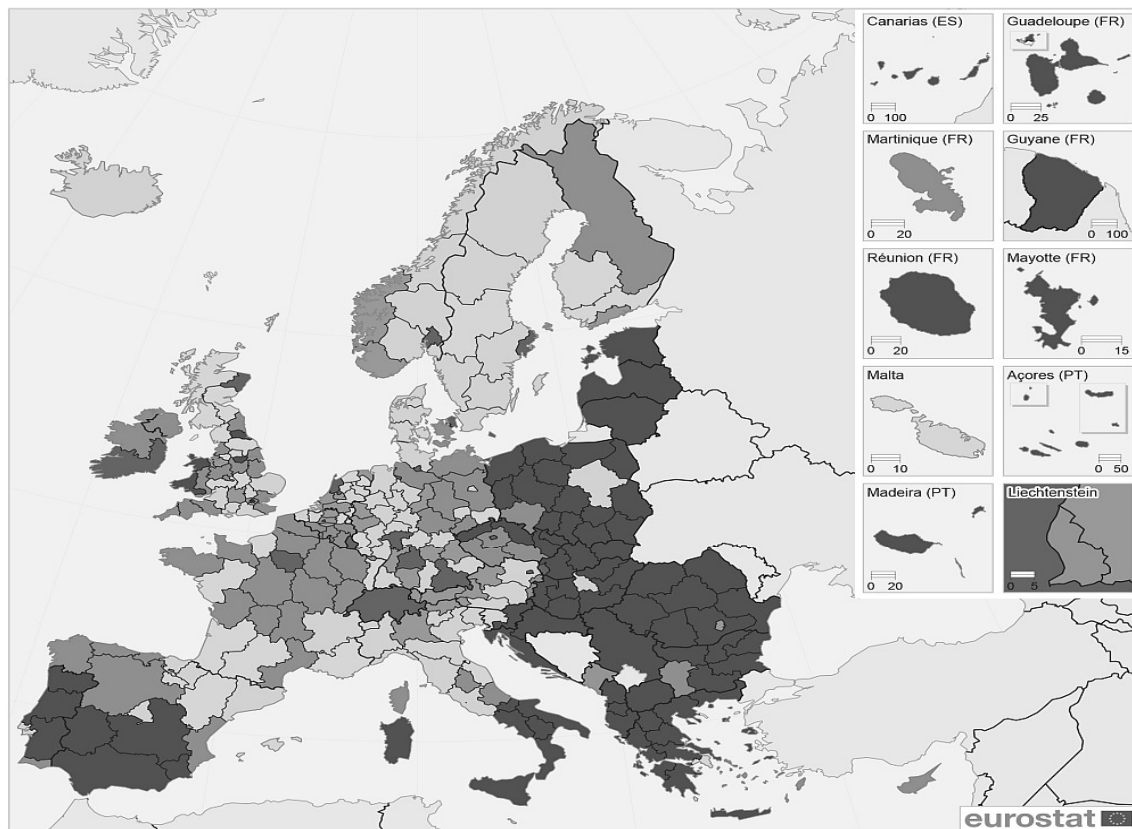 Canarias (ES)
0 100
Guadeloupe (FR)
0 25
Martinique (FR)
0 20
Guyane (FR)
0 100
Réunion (FR)
0 20
Mayotte (FR)
0 15
Malta
0 10
Açores (PT)
0 50
Madeira (PT)
0 20
Liechtenstein
0 5
eurostat